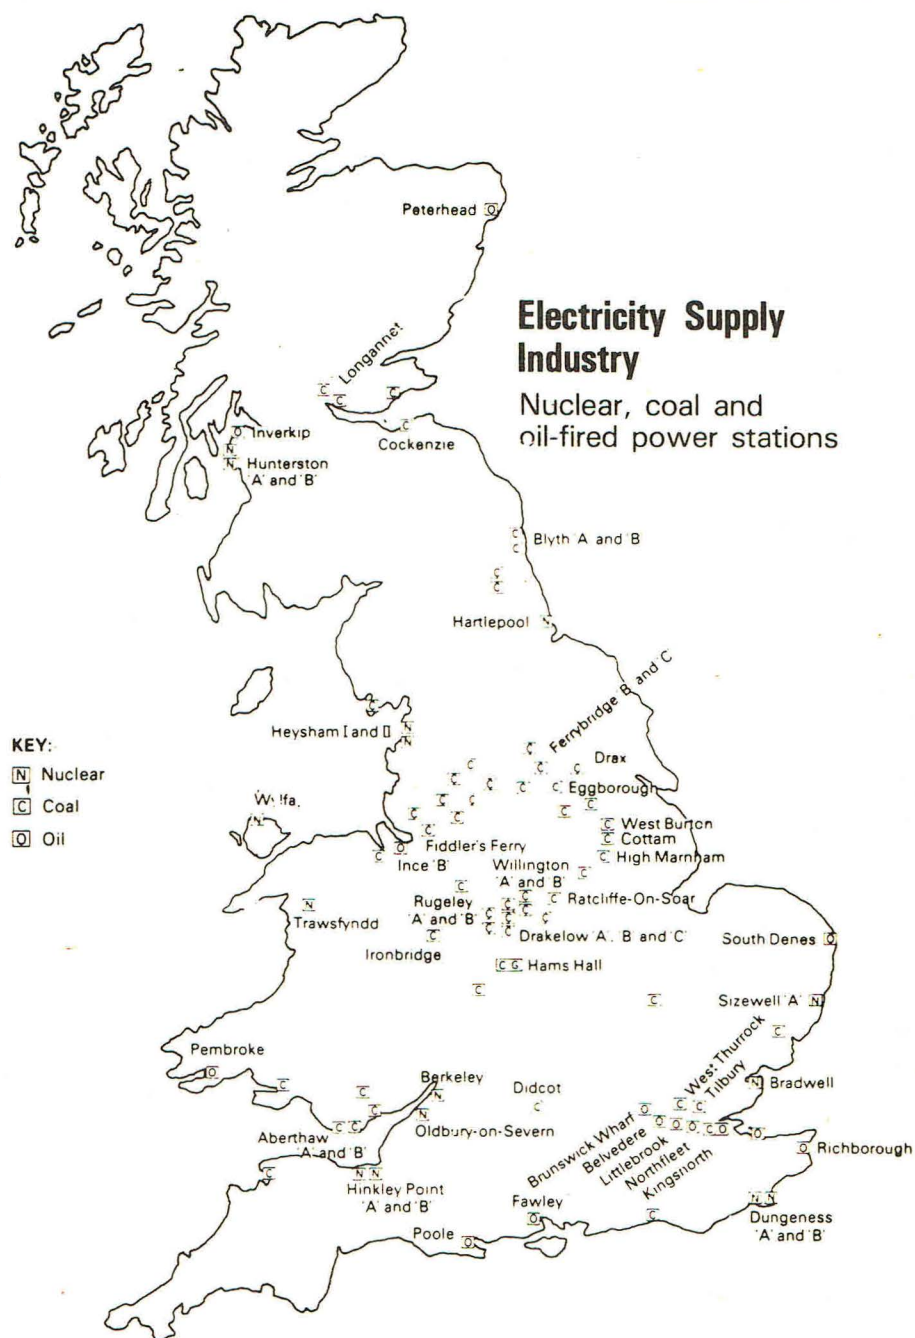 Peterhead O
Electricity Supply
Industry
Nuclear, coal and
oil-fired power stations
Longannet
C
C
C
C
Cockenzie
O Inverkip
N
N Hunterston
'A' and 'B'
C Blyth 'A' and 'B'
C
C
C
Hartlepool N
Ferrybridge 'B' and 'C'
C
Heysham I and II N
N
KEY:
N Nuclear
C Coal
O Oil
Drax
Eggborough
Wylfa
N
West Burton
Cottam
High Marnham
Fiddler's Ferry
Ince 'B'
Willington
'A' and 'B'
Rugeley
'A' and 'B'
Ratcliffe-On-Soar
N
Trawsfyndd
Drakelow 'A', 'B' and 'C'
Ironbridge
South Denes O
C G Hams Hall
C
C
Sizewell 'A' N
C
West Thurrock
Tilbury
Pembroke
O
C
C
C
Berkeley
N
N
Oldbury-on-Severn
Didcot
C
N Bradwell
C C
Aberthaw
'A' and 'B'
Brunswick Wharf
Belvedere
Littlebrook
Northfleet
Kingsnorth
O
O Richborough
C
N N
Hinkley Point
'A' and 'B'
Fawley
O
C
N N
Dungeness
'A' and 'B'
Poole O